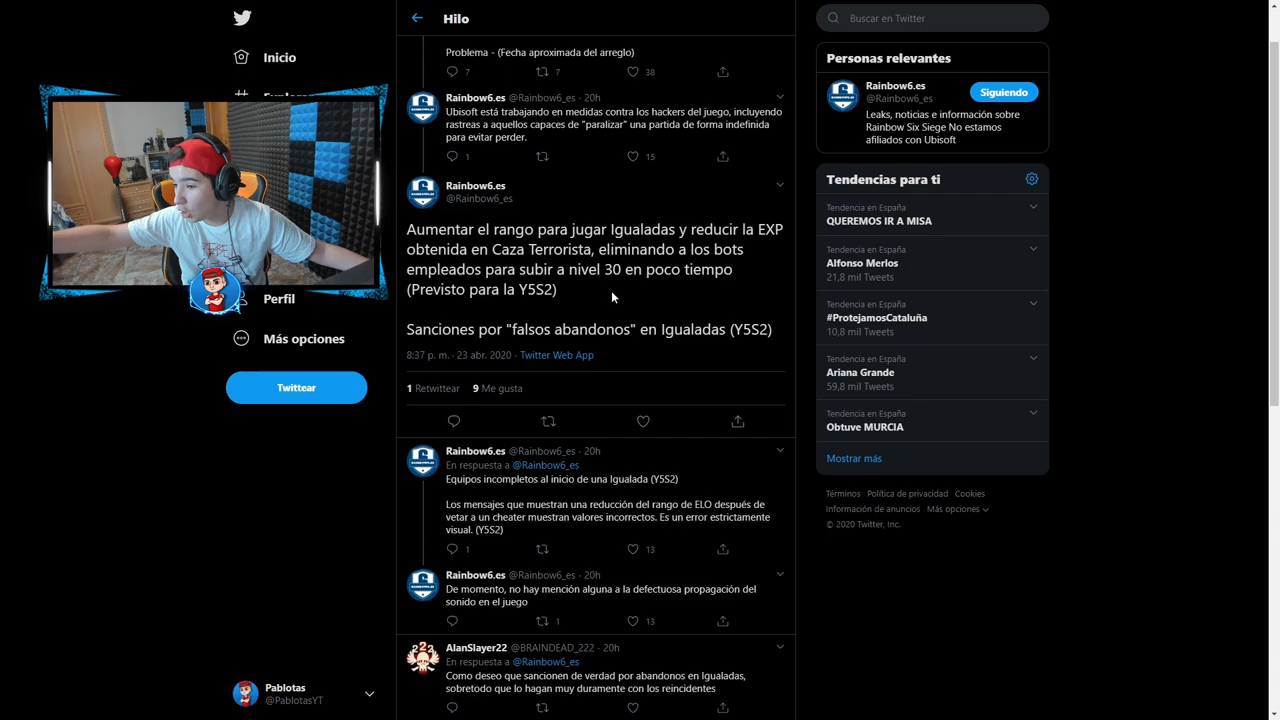 Inicio
Perfil
Más opciones
Twittear
Pablotas
@PablotasYT
Hilo
Problema - (Fecha aproximada del arreglo)
7 7 38
Rainbow6.es @Rainbow6_es · 20h
Ubisoft está trabajando en medidas contra los hackers del juego, incluyendo
rastreas a aquellos capaces de "paralizar" una partida de forma indefinida
para evitar perder.
1 15
Rainbow6.es
@Rainbow6_es
Aumentar el rango para jugar Igualadas y reducir la EXP
obtenida en Caza Terrorista, eliminando a los bots
empleados para subir a nivel 30 en poco tiempo
(Previsto para la Y5S2)
Sanciones por "falsos abandonos" en Igualadas (Y5S2)
8:37 p. m. · 23 abr. 2020 · Twitter Web App
1 Retwittear 9 Me gusta
Rainbow6.es @Rainbow6_es · 20h
En respuesta a @Rainbow6_es
Equipos incompletos al inicio de una Igualada (Y5S2)
Los mensajes que muestran una reducción del rango de ELO después de
vetar a un cheater muestran valores incorrectos. Es un error estrictamente
visual. (Y5S2)
1 13
Rainbow6.es @Rainbow6_es · 20h
De momento, no hay mención alguna a la defectuosa propagación del
sonido en el juego
1 13
AlanSlayer22 @BRAINDEAD_222 · 20h
En respuesta a @Rainbow6_es
Como deseo que sancionen de verdad por abandonos en Igualadas,
sobretodo que lo hagan muy duramente con los reincidentes
Buscar en Twitter
Personas relevantes
Rainbow6.es
@Rainbow6_es
Siguiendo
Leaks, noticias e información sobre
Rainbow Six Siege No estamos
afiliados con Ubisoft
Tendencias para ti
Tendencia en España
QUEREMOS IR A MISA
Tendencia en España
Alfonso Merlos
21,8 mil Tweets
Tendencia en España
#ProtejamosCataluña
10,8 mil Tweets
Tendencia en España
Ariana Grande
59,8 mil Tweets
Tendencia en España
Obtuve MURCIA
Mostrar más
Términos Política de privacidad Cookies
Información de anuncios Más opciones
© 2020 Twitter, Inc.